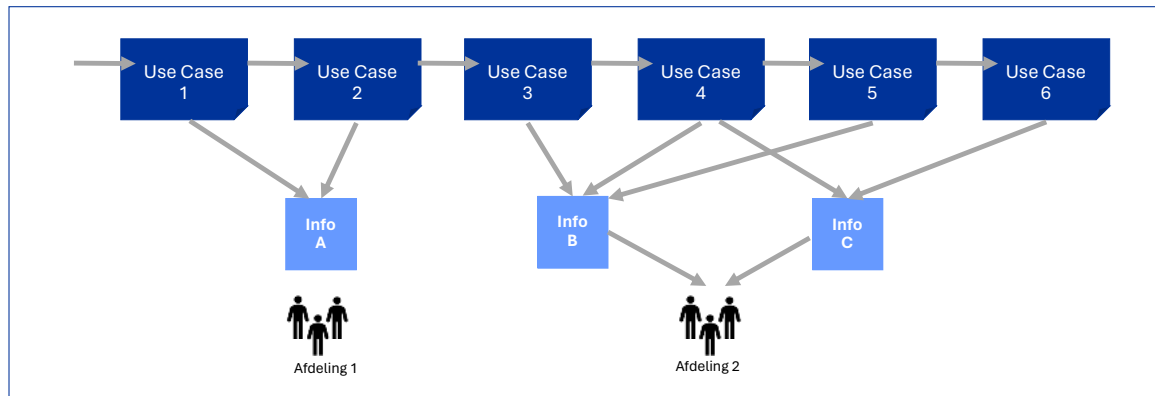 Use Case
1
Use Case
2
Use Case
3
Use Case
4
Use Case
5
Use Case
6
Info
A
Info
B
Info
C
Afdeling 1
Afdeling 2